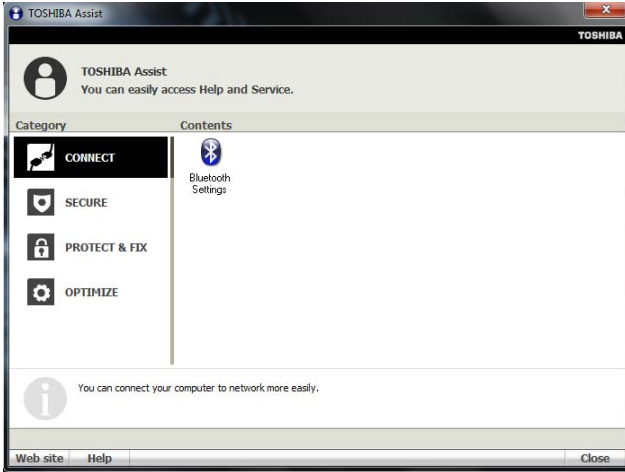 TOSHIBA Assist
TOSHIBA
TOSHIBA Assist
You can easily access Help and Service.
Category
Contents
CONNECT
SECURE
PROTECT & FIX
OPTIMIZE
Bluetooth
Settings
You can connect your computer to network more easily.
Web site Help Close